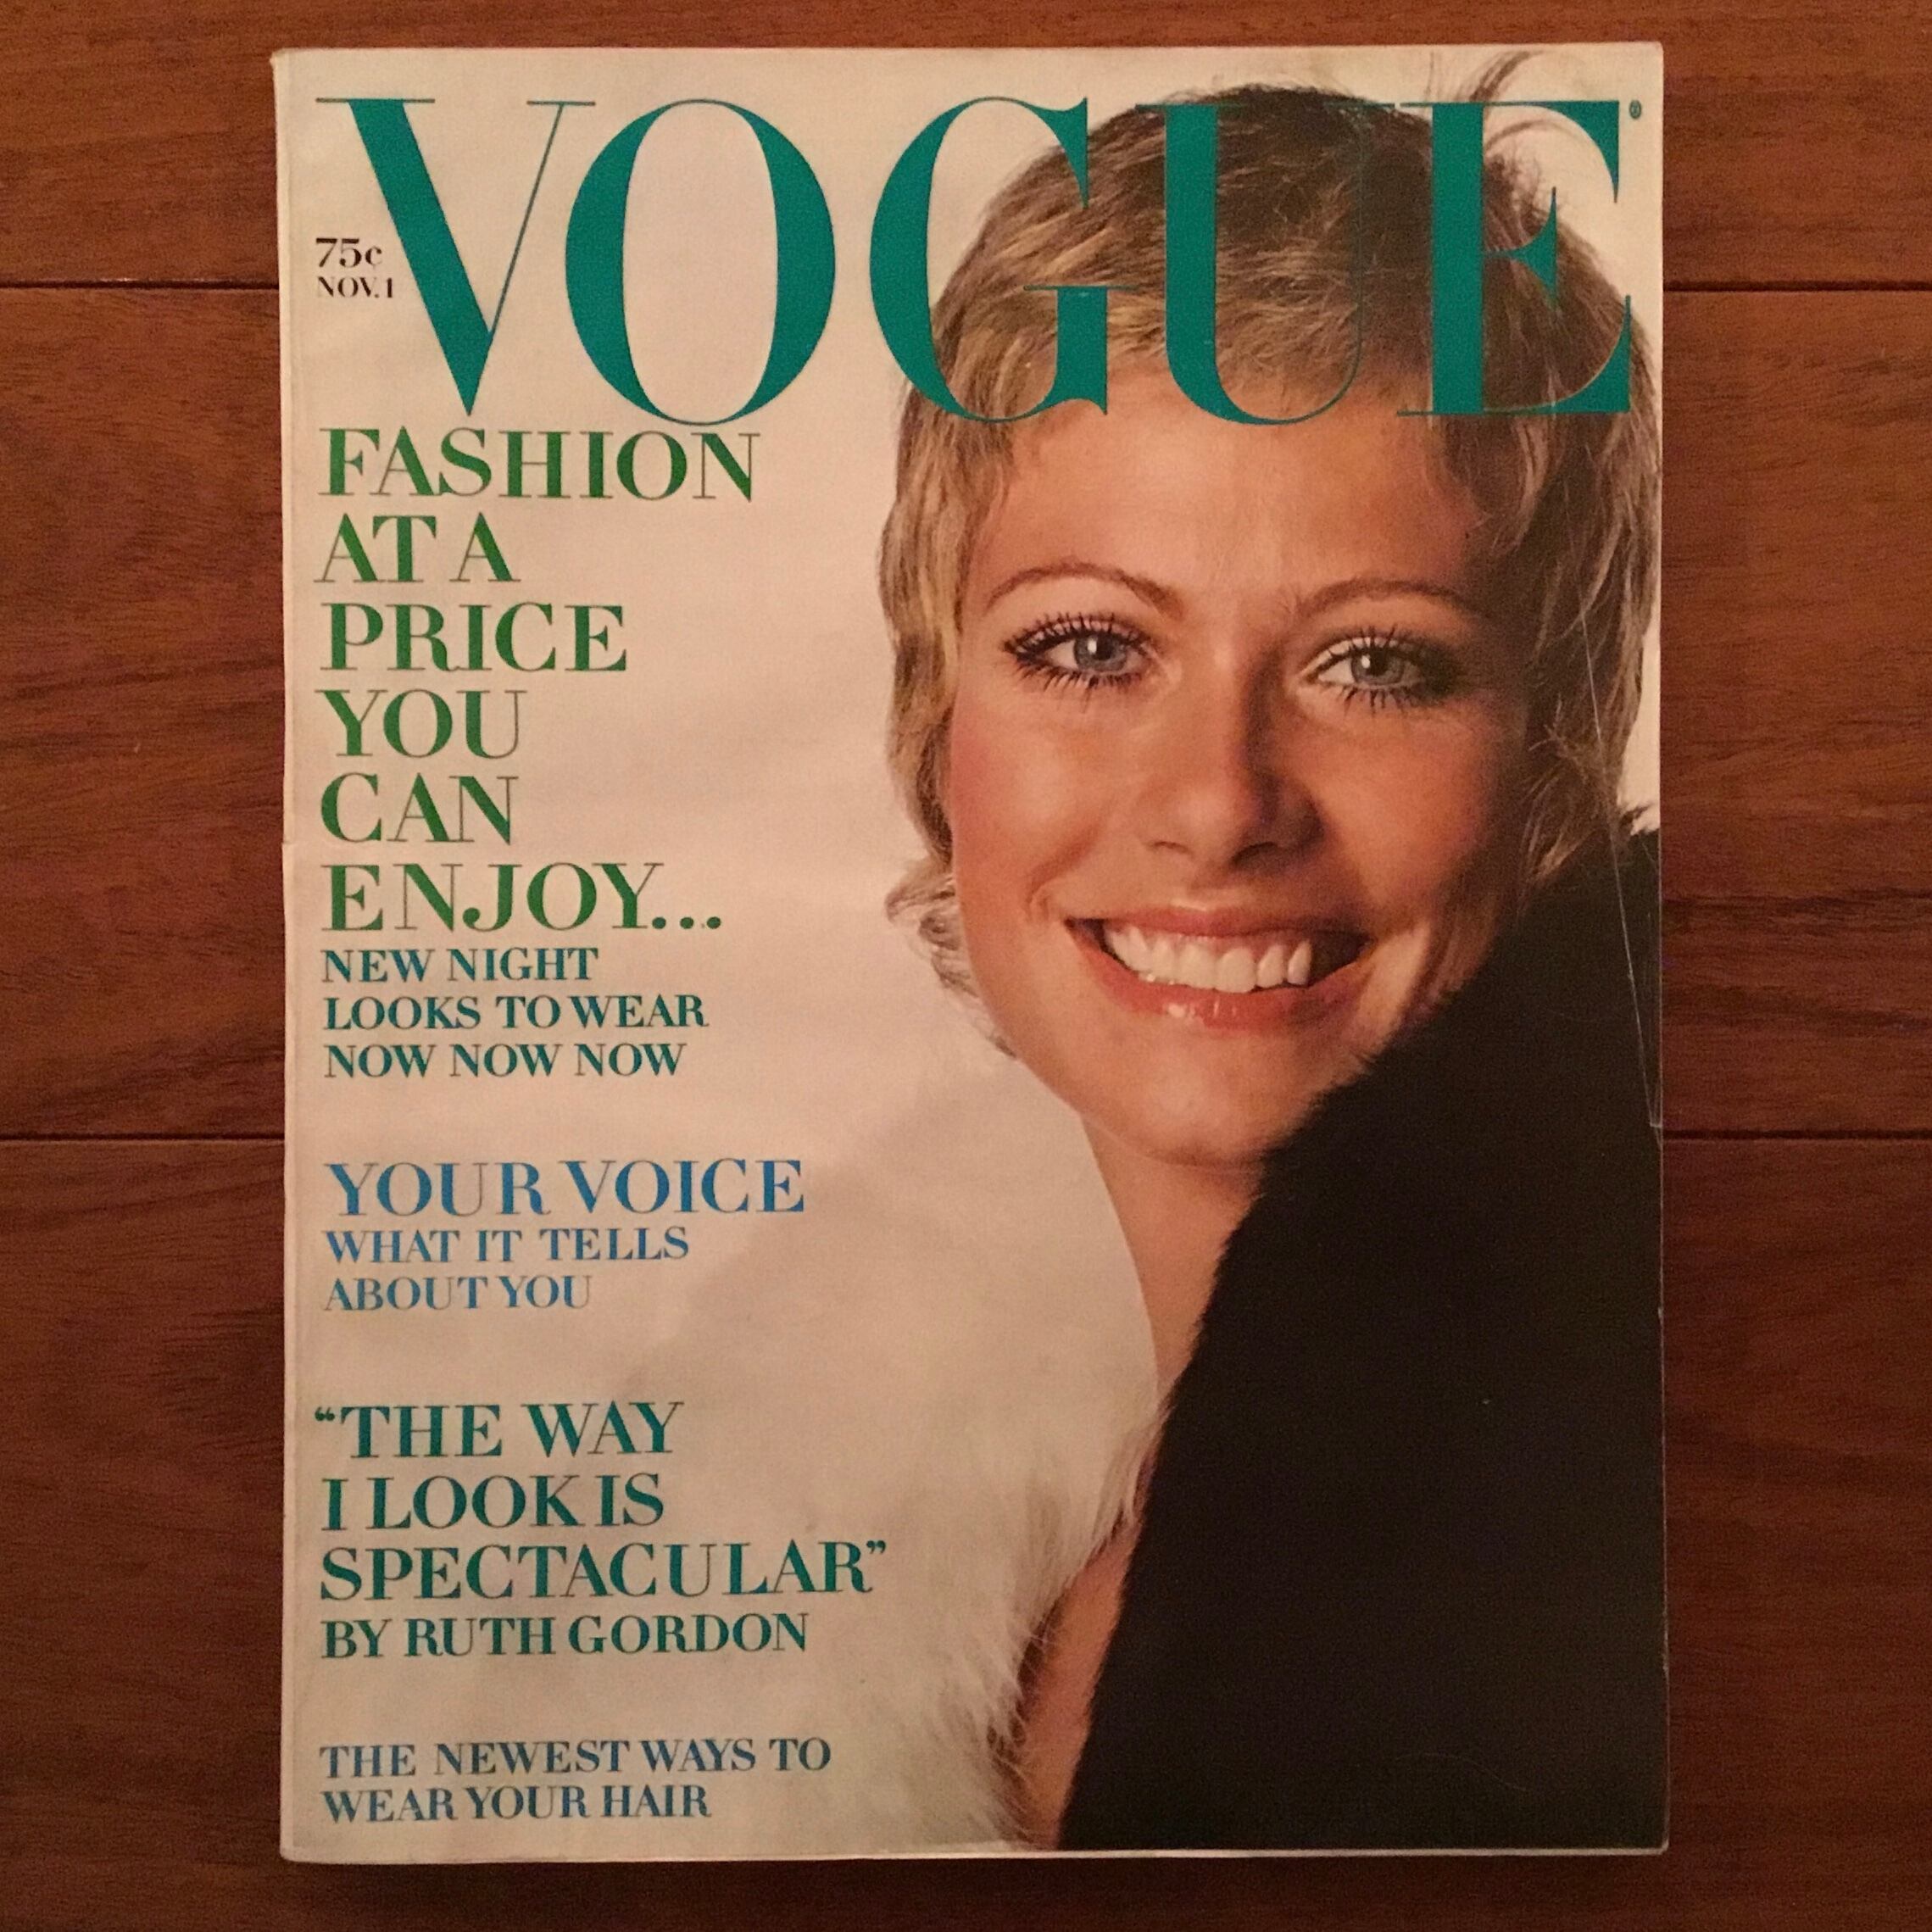 VOGUE®
75¢
NOV.1
FASHION
AT A
PRICE
YOU
CAN
ENJOY...
NEW NIGHT
LOOKS TO WEAR
NOW NOW NOW
YOUR VOICE
WHAT IT TELLS
ABOUT YOU
“THE WAY
I LOOK IS
SPECTACULAR”
BY RUTH GORDON
THE NEWEST WAYS TO
WEAR YOUR HAIR